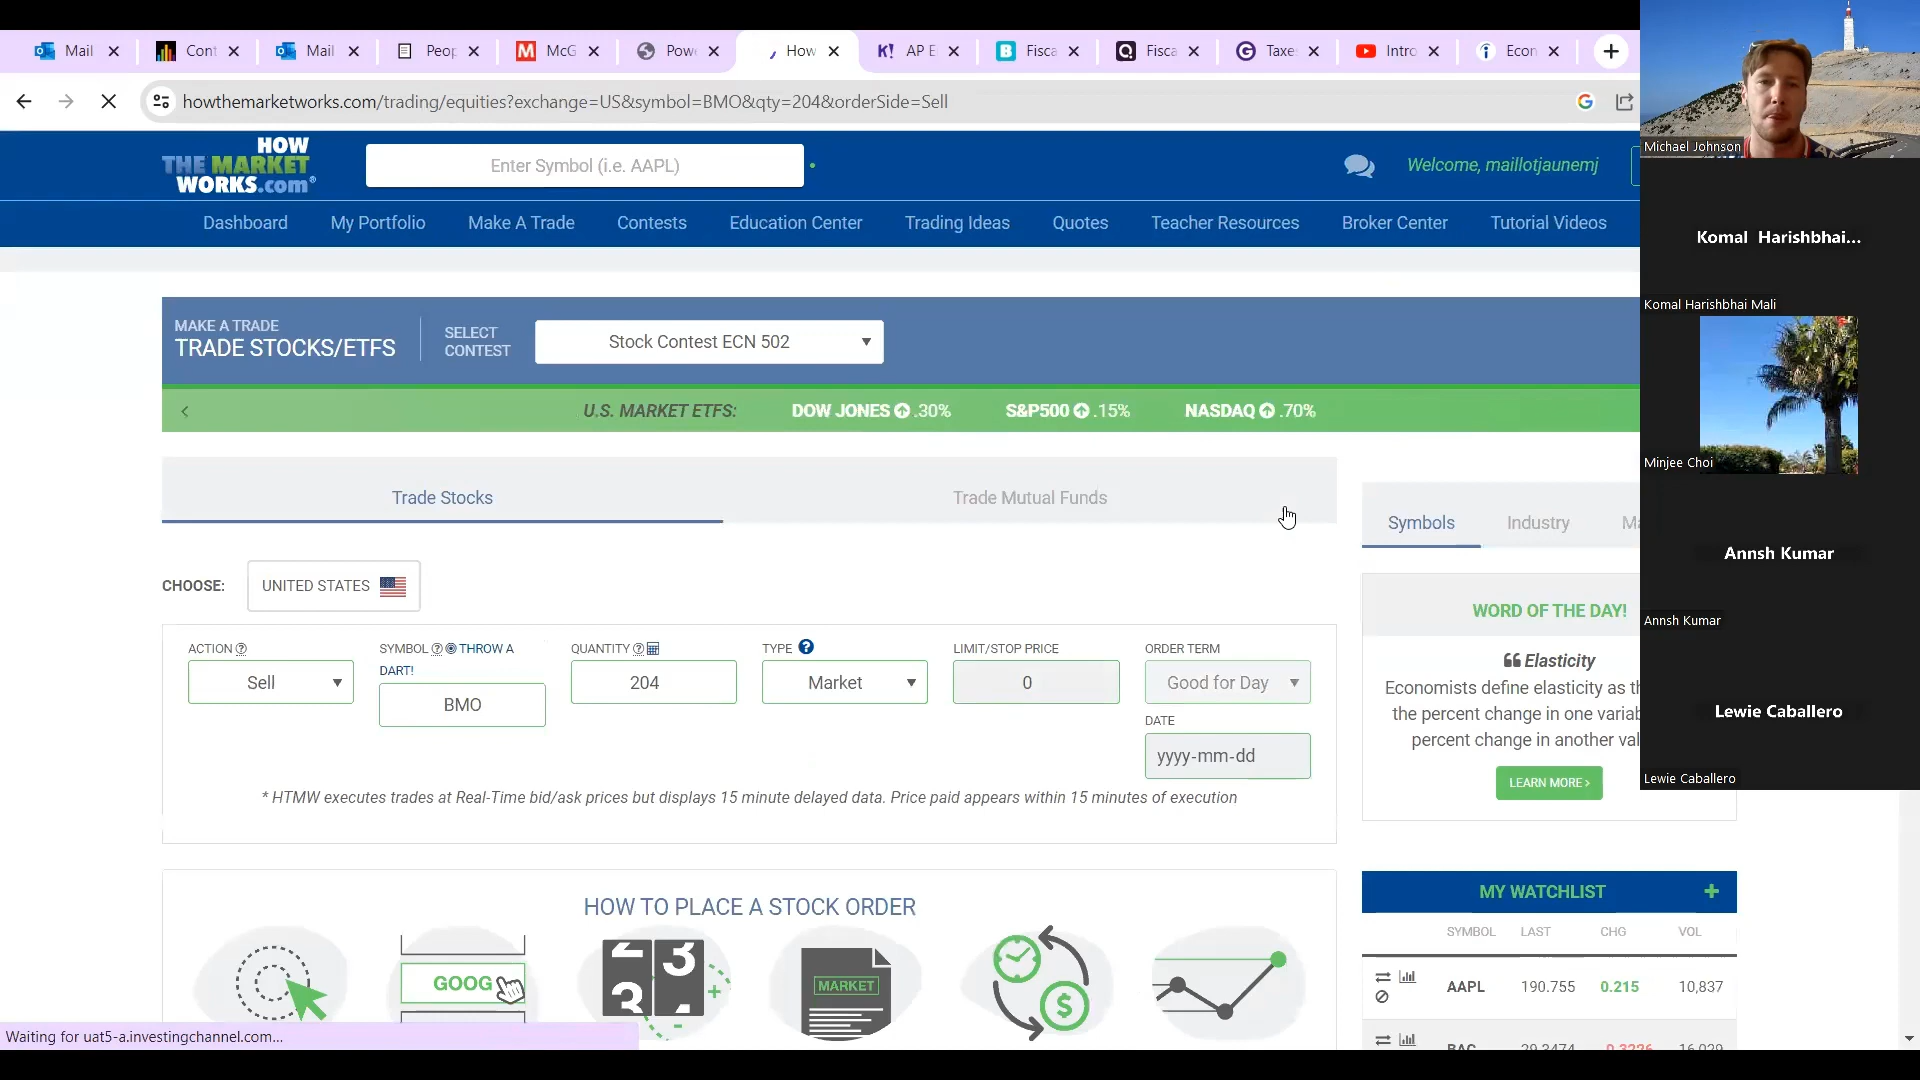 Mail
Cont
Mail
Peop
McG
Powe
How
K!
AP E
Fisca
Fisca
Taxe
Intro
Econ
howthemarketworks.com/trading/equities?exchange=US&symbol=BMO&qty=204&orderSide=Sell
Michael Johnson
HOW
THE MARKET
WORKS.com®
Enter Symbol (i.e. AAPL)
Welcome, maillotjaunemj
Dashboard
My Portfolio
Make A Trade
Contests
Education Center
Trading Ideas
Quotes
Teacher Resources
Broker Center
Tutorial Videos
Komal Harishbhai...
Komal Harishbhai Mali
MAKE A TRADE
TRADE STOCKS/ETFS
SELECT
CONTEST
Stock Contest ECN 502
U.S. MARKET ETFS:
DOW JONES .30%
S&P500 .15%
NASDAQ .70%
Minjee Choi
Trade Stocks
Trade Mutual Funds
Symbols
Industry
Annsh Kumar
Annsh Kumar
CHOOSE:
UNITED STATES
WORD OF THE DAY!
Elasticity
Economists define elasticity as
the percent change in one
percent change in another
LEARN MORE >
Lewie Caballero
Lewie Caballero
ACTION
Sell
SYMBOL THROW A
DART!
BMO
QUANTITY
204
TYPE
Market
LIMIT/STOP PRICE
0
ORDER TERM
Good for Day
DATE
yyyy-mm-dd
* HTMW executes trades at Real-Time bid/ask prices but displays 15 minute delayed data. Price paid appears within 15 minutes of execution
HOW TO PLACE A STOCK ORDER
GOOG
MARKET
MY WATCHLIST +
SYMBOL LAST CHG VOL
AAPL 190.755 0.215 10,837
BAC 29.3474 0.3226 16,029
Waiting for uat5-a.investingchannel.com...